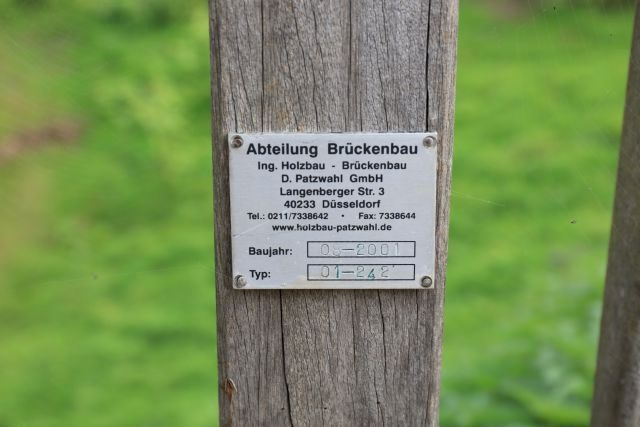 Abteilung Brückenbau
Ing. Holzbau - Brückenbau
D. Patzwahl GmbH
Langenberger Str. 3
40233 Düsseldorf
Tel.: 0211/7338642 • Fax: 7338644
www.holzbau-patzwahl.de
Baujahr:
Typ: 01-242